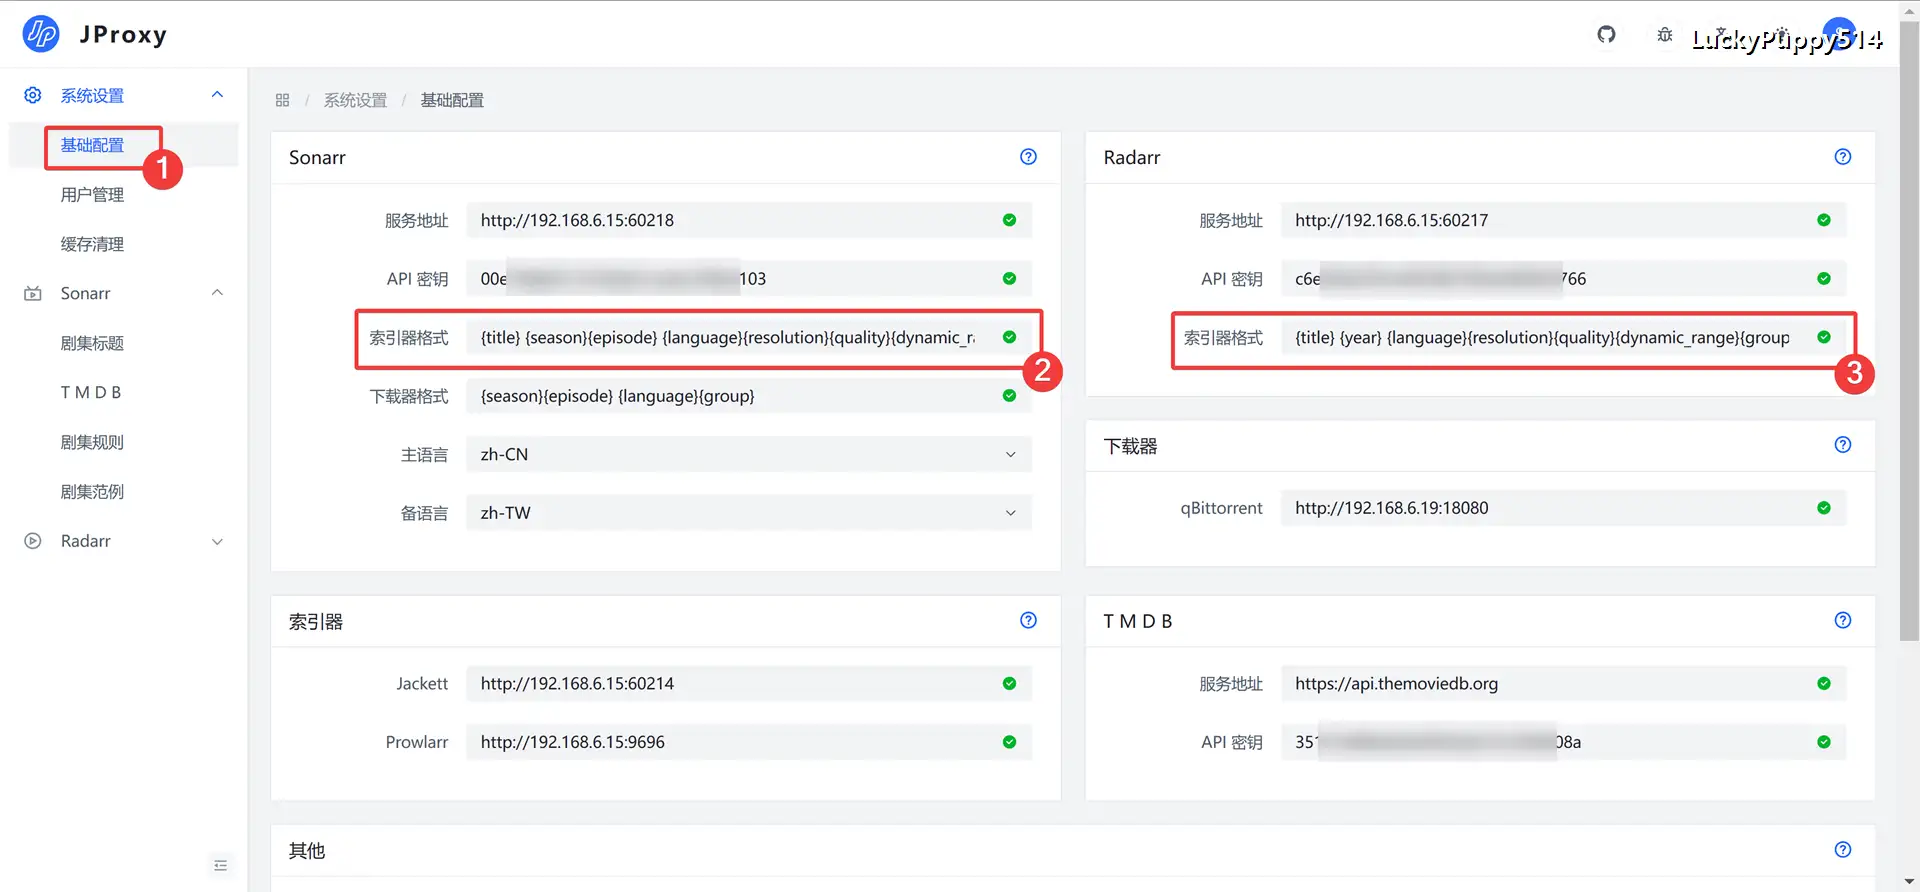 JProxy
LuckyPuppy514
系统设置
基础配置
1
用户管理
缓存清理
Sonarr
剧集标题
TMDB
剧集规则
剧集范例
Radarr
系统设置 / 基础配置
Sonarr
服务地址 http://192.168.6.15:60218
API 密钥 00e 103
索引器格式 {title} {season}{episode} {language}{resolution}{quality}{dynamic_r
2
下载器格式 {season}{episode} {language}{group}
主语言 zh-CN
备语言 zh-TW
Radarr
服务地址 http://192.168.6.15:60217
API 密钥 c6e 766
索引器格式 {title} {year} {language}{resolution}{quality}{dynamic_range}{group
3
下载器
qBittorrent http://192.168.6.19:18080
索引器
Jackett http://192.168.6.15:60214
Prowlarr http://192.168.6.15:9696
TMDB
服务地址 https://api.themoviedb.org
API 密钥 351 08a
其他